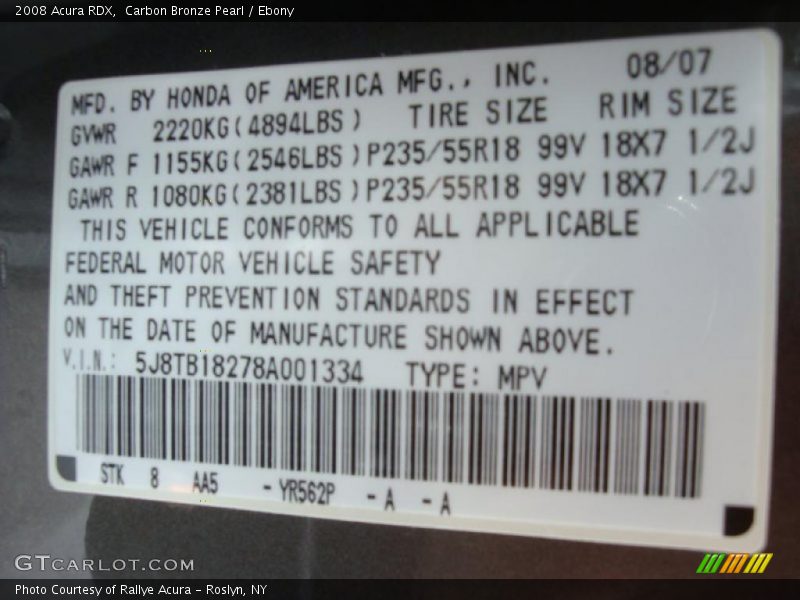 2008 Acura RDX,  Carbon Bronze Pearl / Ebony
MFD. BY HONDA OF AMERICA MFG., INC. 08/07
GVWR 2220KG(4894LBS) TIRE SIZE RIM SIZE
GAWR F 1155KG(2546LBS)P235/55R18 99V 18X7 1/2J
GAWR R 1080KG(2381LBS)P235/55R18 99V 18X7 1/2J
THIS VEHICLE CONFORMS TO ALL APPLICABLE
FEDERAL MOTOR VEHICLE SAFETY
AND THEFT PREVENTION STANDARDS IN EFFECT
ON THE DATE OF MANUFACTURE SHOWN ABOVE.
V.I.N.: 5J8TB18278A001334 TYPE: MPV
STK 8 AA5 -YR562P -A -A
GTCARLOT.COM
Photo Courtesy of Rallye Acura – Roslyn, NY